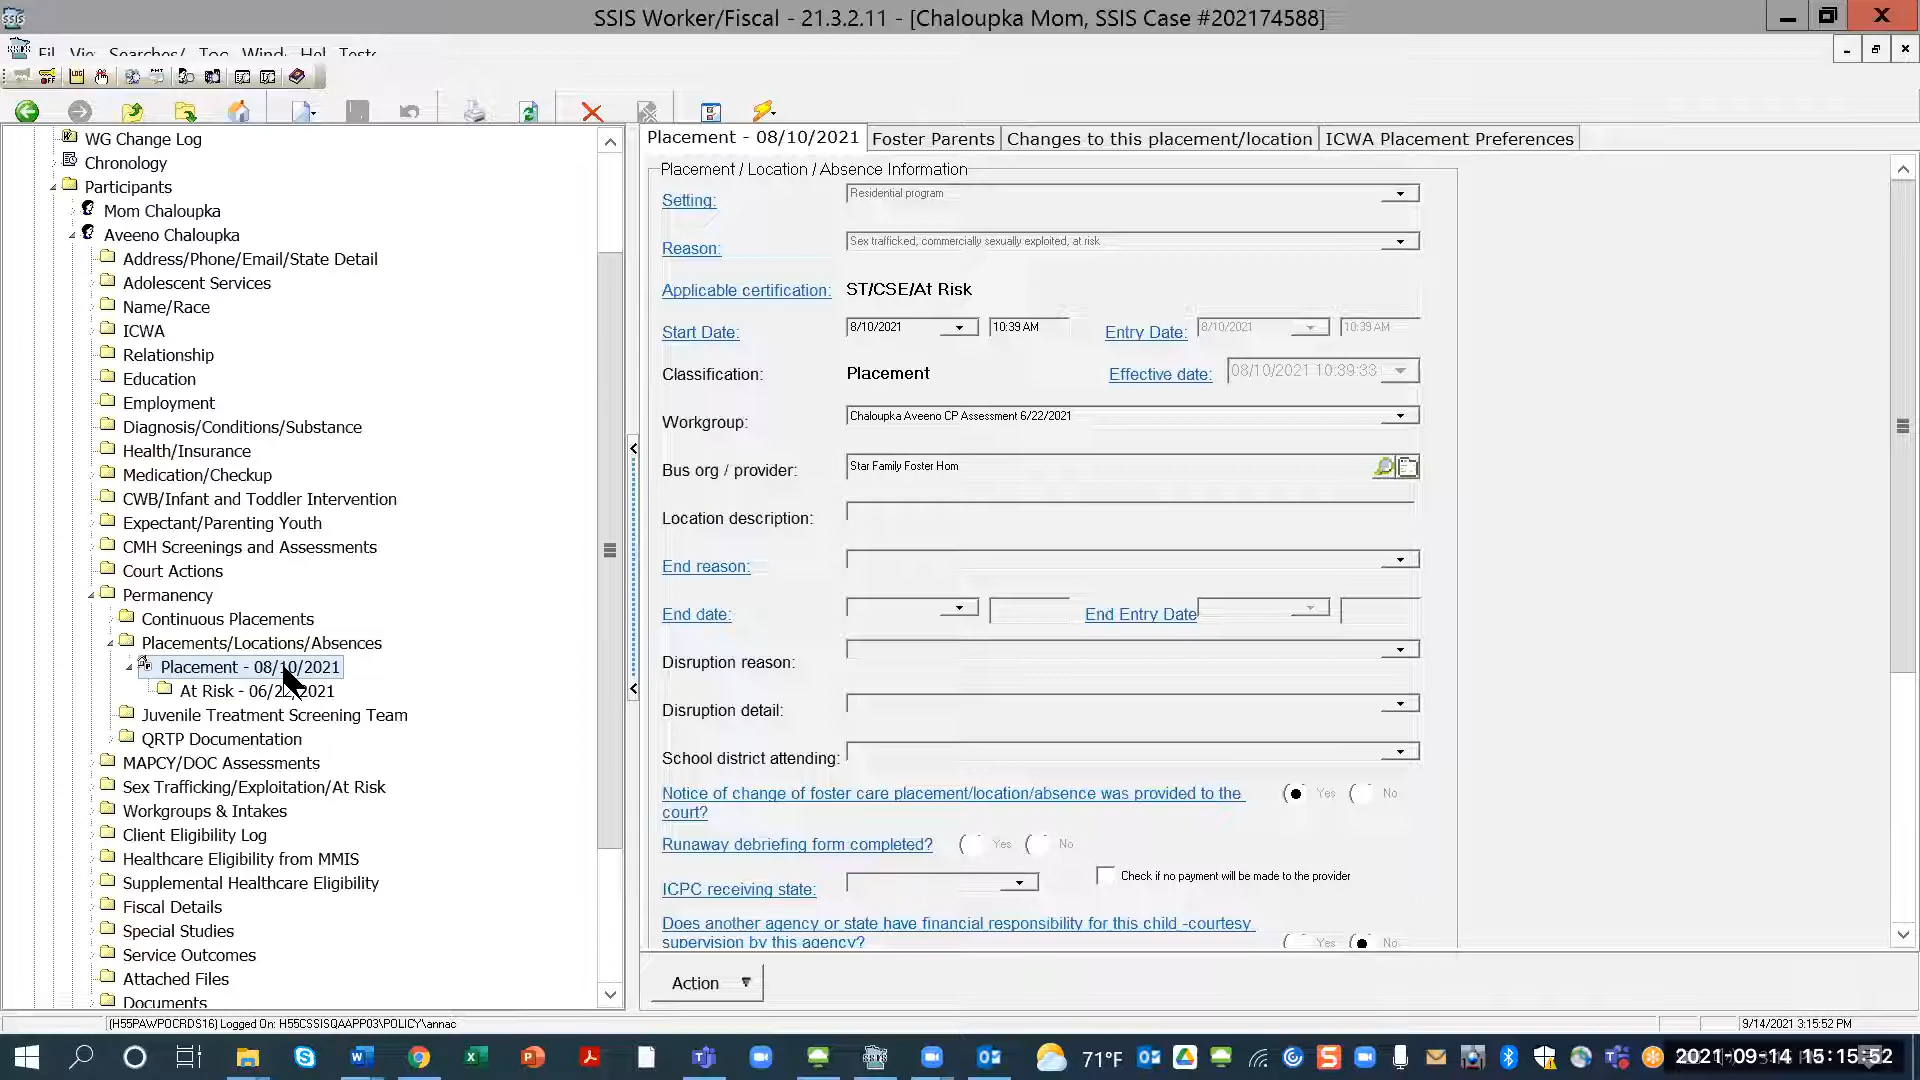 SSIS Worker/Fiscal - 21.3.2.11 - [Chaloupka Mom, SSIS Case #202174588]
WG Change Log
Chronology
Participants
Mom Chaloupka
Aveeno Chaloupka
Address/Phone/Email/State Detail
Adolescent Services
Name/Race
ICWA
Relationship
Education
Employment
Diagnosis/Conditions/Substance
Health/Insurance
Medication/Checkup
CWB/Infant and Toddler Intervention
Expectant/Parenting Youth
CMH Screenings and Assessments
Court Actions
Permanency
Continuous Placements
Placements/Locations/Absences
Placement - 08/10/2021
At Risk - 06/22/2021
Juvenile Treatment Screening Team
QRTP Documentation
MAPCY/DOC Assessments
Sex Trafficking/Exploitation/At Risk
Workgroups & Intakes
Client Eligibility Log
Healthcare Eligibility from MMIS
Supplemental Healthcare Eligibility
Fiscal Details
Special Studies
Service Outcomes
Attached Files
Documents
Placement - 08/10/2021 Foster Parents Changes to this placement/location ICWA Placement Preferences
Placement / Location / Absence Information
Setting: Residential program
Reason: Sex trafficked, commercially sexually exploited, at risk
Applicable certification: ST/CSE/At Risk
Start Date: 8/10/2021 10:39 AM Entry Date: 8/10/2021 10:39 AM
Classification: Placement Effective date: 08/10/2021 10:39:33
Workgroup: Chaloupka Aveeno CP Assessment 6/22/2021
Bus org / provider: Star Family Foster Hom
Location description:
End reason:
End date: End Entry Date
Disruption reason:
Disruption detail:
School district attending:
Notice of change of foster care placement/location/absence was provided to the Yes No
court?
Runaway debriefing form completed? Yes No
ICPC receiving state: Check if no payment will be made to the provider
Does another agency or state have financial responsibility for this child -courtesy
supervision by this agency? Yes No
Action
(H55PAWPOCRDS16) Logged On: H55CSSISQAAPP03\POLICY\annac
9/14/2021 3:15:52 PM
71°F
2021-09-14 15:15:52